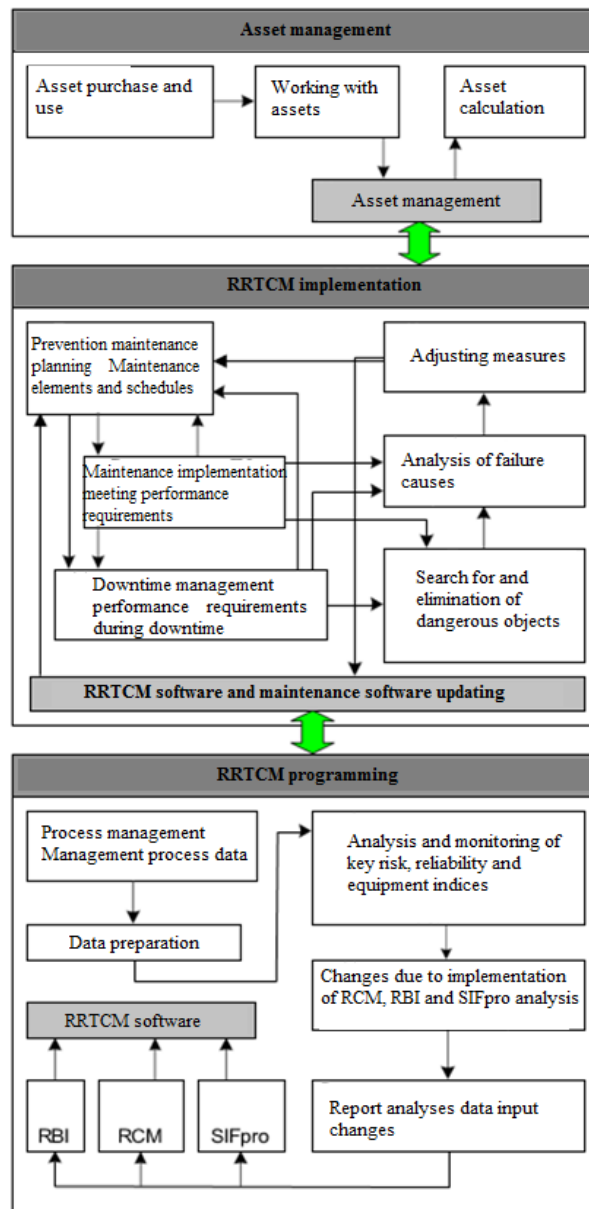 Asset management
Asset purchase and
use
Working with
assets
Asset
calculation
Asset management
RRTCM implementation
Prevention maintenance
planning Maintenance
elements and schedules
Adjusting measures
Maintenance implementation
meeting performance
requirements
Analysis of failure
causes
Downtime management
performance requirements
during downtime
Search for and
elimination of
dangerous objects
RRTCM software and maintenance software updating
RRTCM programming
Process management
Management process data
Analysis and monitoring of
key risk, reliability and
equipment indices
Data preparation
Changes due to implementation
of RCM, RBI and SIFpro analysis
RRTCM software
RBI
RCM
SIFpro
Report analyses data input
changes